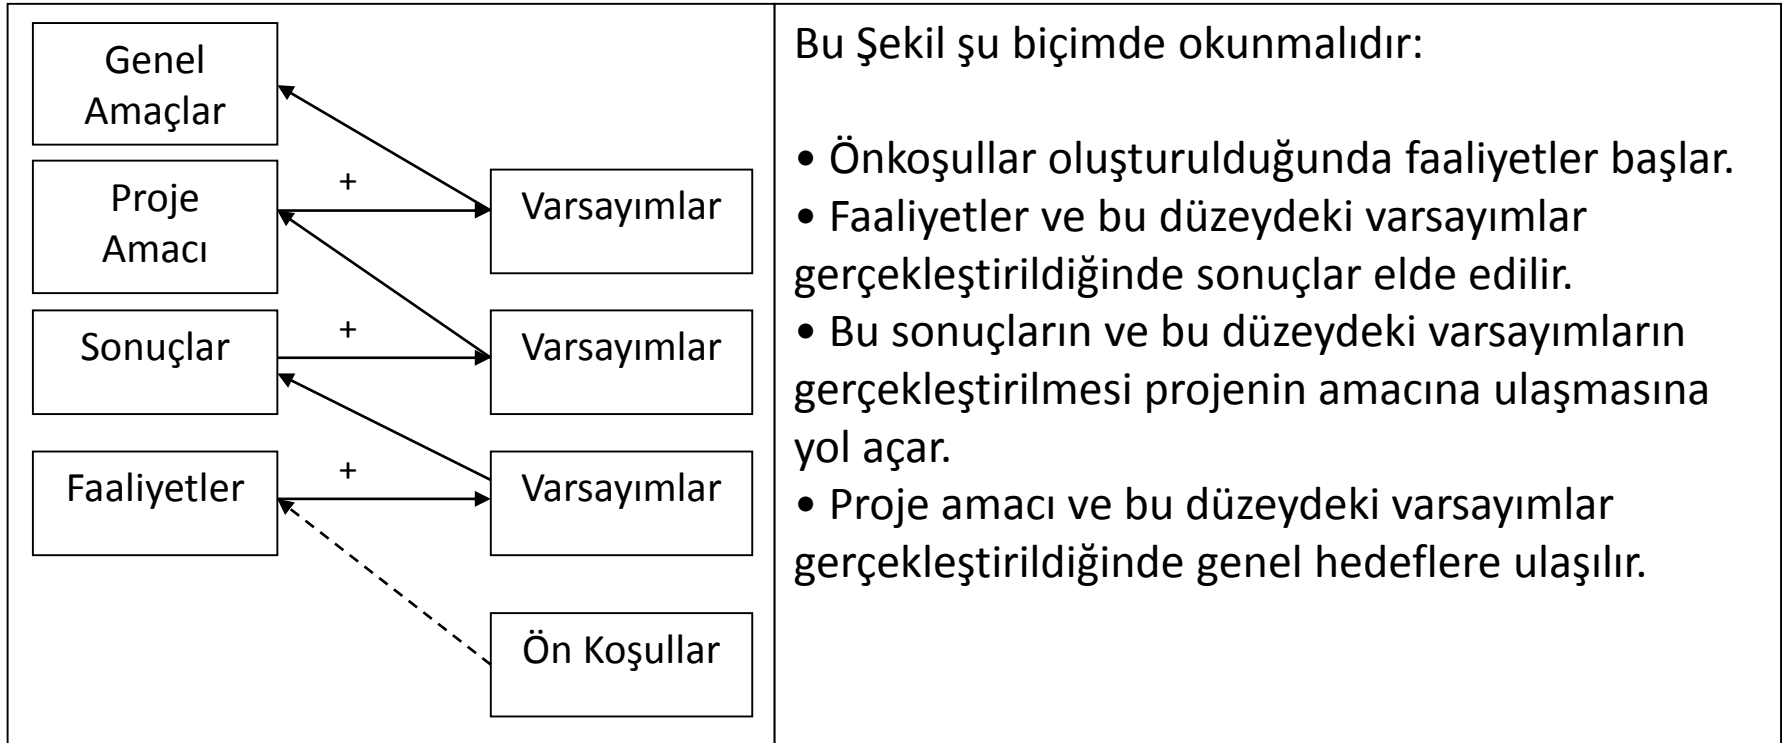 Genel
Amaçlar
Proje
Amacı
+
Varsayımlar
Sonuçlar
+
Varsayımlar
Faaliyetler
+
Varsayımlar
Ön Koşullar
Bu Şekil şu biçimde okunmalıdır:
• Önkoşullar oluşturulduğunda faaliyetler başlar.
• Faaliyetler ve bu düzeydeki varsayımlar
gerçekleştirildiğinde sonuçlar elde edilir.
• Bu sonuçların ve bu düzeydeki varsayımların
gerçekleştirilmesi projenin amacına ulaşmasına
yol açar.
• Proje amacı ve bu düzeydeki varsayımlar
gerçekleştirildiğinde genel hedeflere ulaşılır.